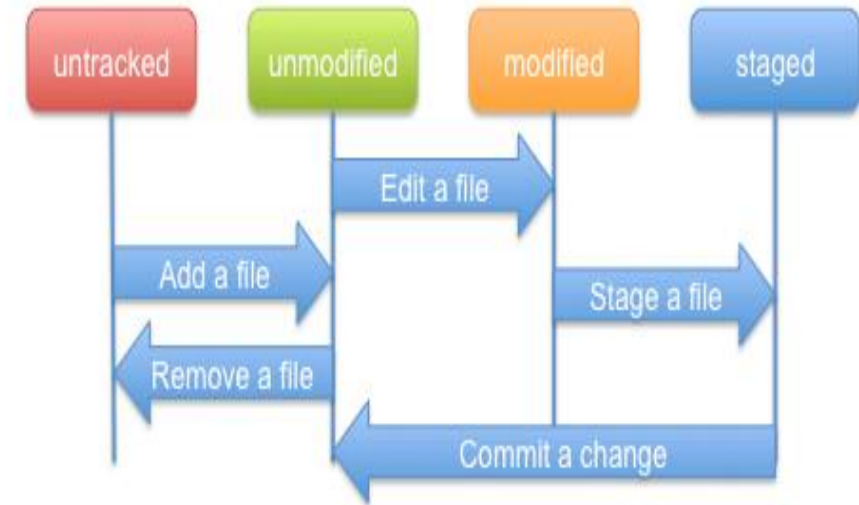 untracked
unmodified
modified
staged
Edit a file
Add a file
Stage a file
Remove a file
Commit a change